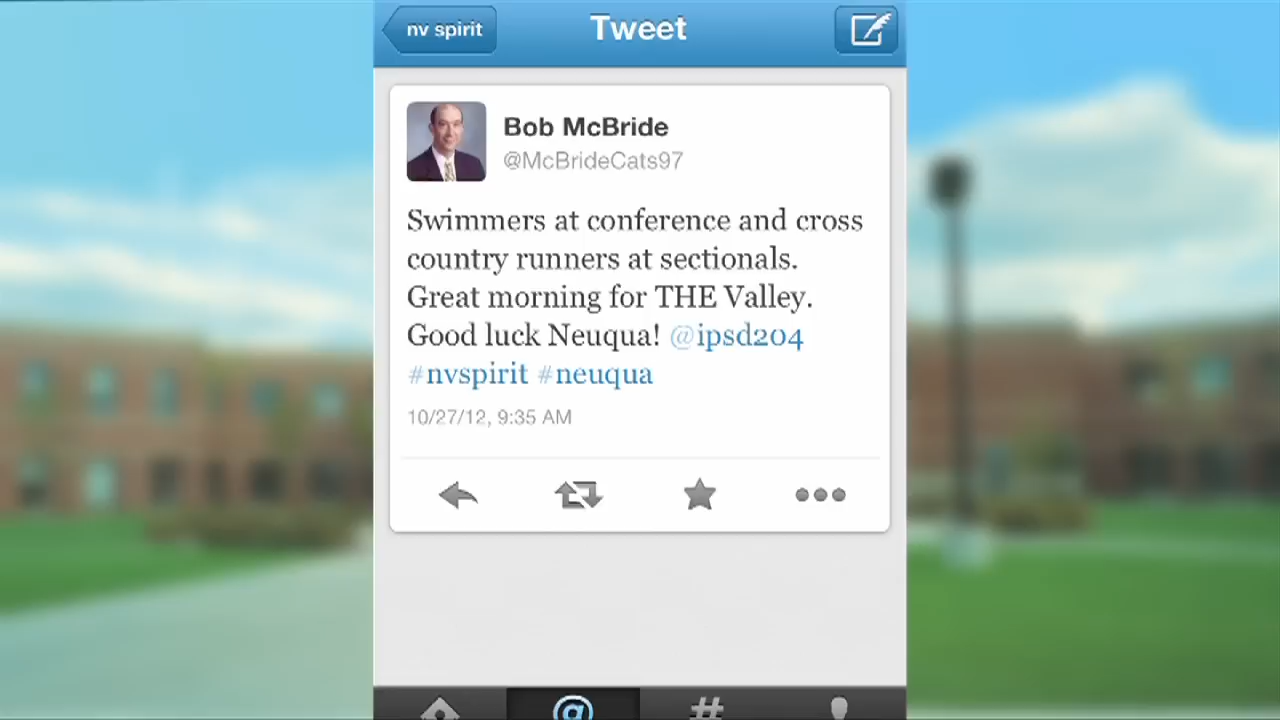 nv spirit
Tweet
Bob McBride
@McBrideCats97
Swimmers at conference and cross
country runners at sectionals.
Great morning for THE Valley.
Good luck Neuqua! @ipsd204
#nvspirit #neuqua
10/27/12, 9:35 AM
@
#